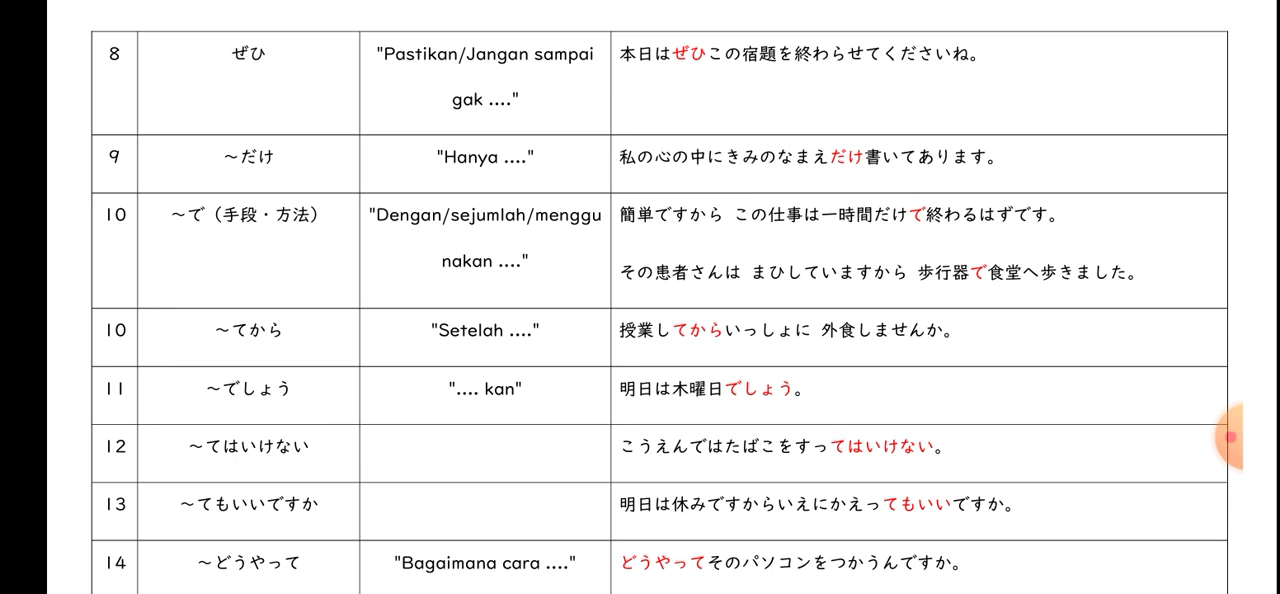 8 ぜひ "Pastikan/Jangan sampai 本日はぜひこの宿題を終わらせてくださいね。
gak ...."
9 ～だけ "Hanya ...." 私の心の中にきみのなまえだけ書いてあります。
10 ～で（手段・方法） "Dengan/sejumlah/menggu 簡単ですから この仕事は一時間だけで終わるはずです。
nakan ...."
その患者さんは まひしていますから 歩行器で食堂へ歩きました。
10 ～てから "Setelah ...." 授業してからいっしょに 外食しませんか。
11 ～でしょう ".... kan" 明日は木曜日でしょう。
12 ～てはいけない こうえんではたばこをすってはいけない。
13 ～てもいいですか 明日は休みですからいえにかえってもいいですか。
14 ～どうやって "Bagaimana cara ...." どうやってそのパソコンをつかうんですか。